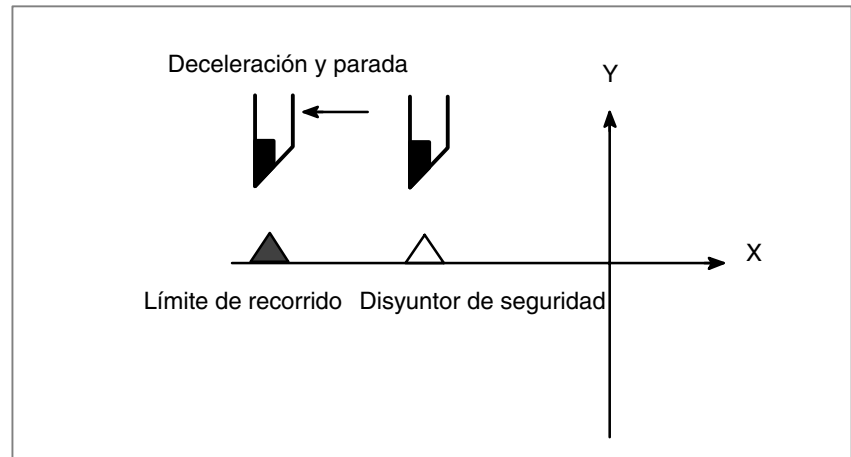 Deceleración y parada
Y
X
Límite de recorrido
Disyuntor de seguridad